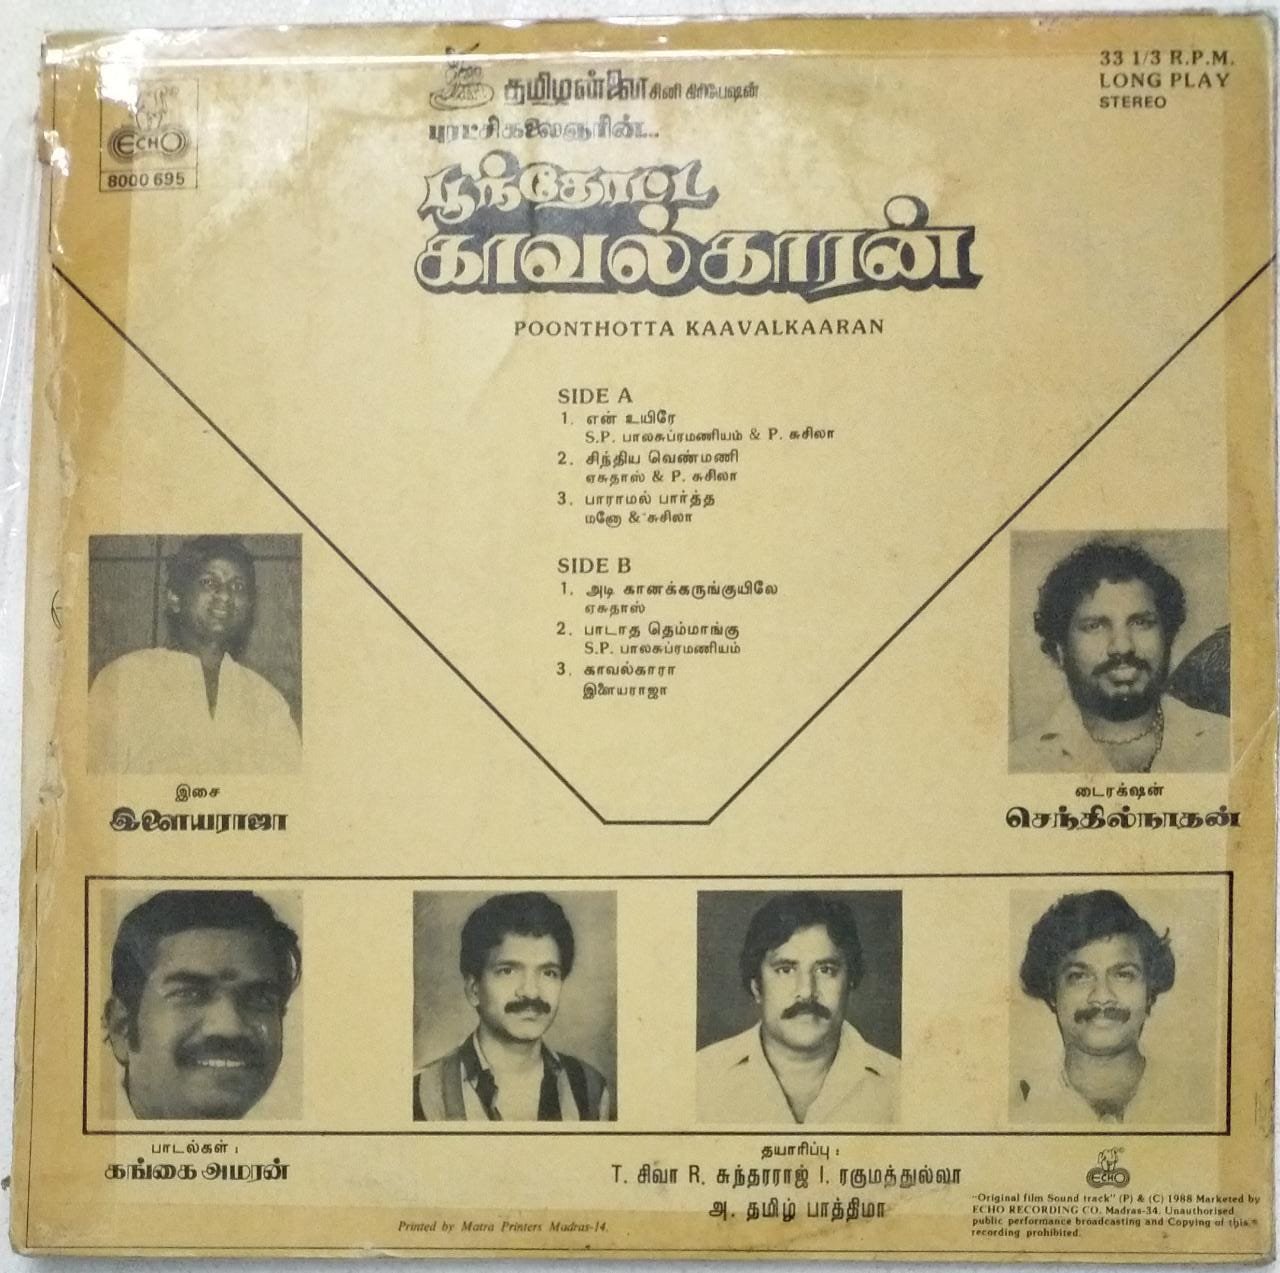 தமிழன்னை சினி கிரியேஷன்
புரட்சிகலைஞரின்...
ECHO
8000 695
33 1/3 R.P.M.
LONG PLAY
STEREO
பூந்தோட்ட
காவல்காரன்
POONTHOTTA KAAVALKAARAN
SIDE A
1. என் உயிரே
S.P. பாலசுப்ரமணியம் & P. சுசிலா
2. சிந்திய வெண்மணி
ஏசுதாஸ் & P. சுசிலா
3. பாராமல் பார்த்த
மனோ & சுசிலா
SIDE B
1. அடி கானக்கருங்குயிலே
ஏசுதாஸ்
2. பாடாத தெம்மாங்கு
S.P. பாலசுப்ரமணியம்
3. காவல்காரா
இளையராஜா
இசை
இளையராஜா
டைரக்ஷன்
செந்தில்நாதன்
பாடல்கள் :
கங்கை அமரன்
தயாரிப்பு :
T. சிவா R. சுந்தரராஜ் I. ரகுமத்துல்லா
அ. தமிழ் பாத்திமா
ECHO
"Original film Sound track" (P) & (C) 1988 Marketed by
ECHO RECORDING CO. Madras-34. Unauthorised
public performance broadcasting and Copying of this
recording prohibited.
Printed by Matra Printers Madras-14.